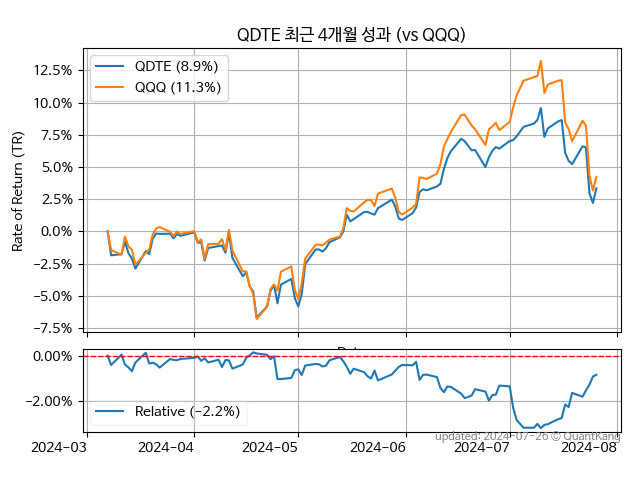 QDTE 최근 4개월 성과 (vs QQQ)
Rate of Return (TR)
12.5%
10.0%
7.5%
5.0%
2.5%
0.0%
−2.5%
−5.0%
−7.5%
QDTE (8.9%)
QQQ (11.3%)
0.00%
−2.00%
Relative (−2.2%)
updated: 2024-07-26 © QuantKang
2024−03
2024−04
2024−05
2024−06
2024−07
2024−08